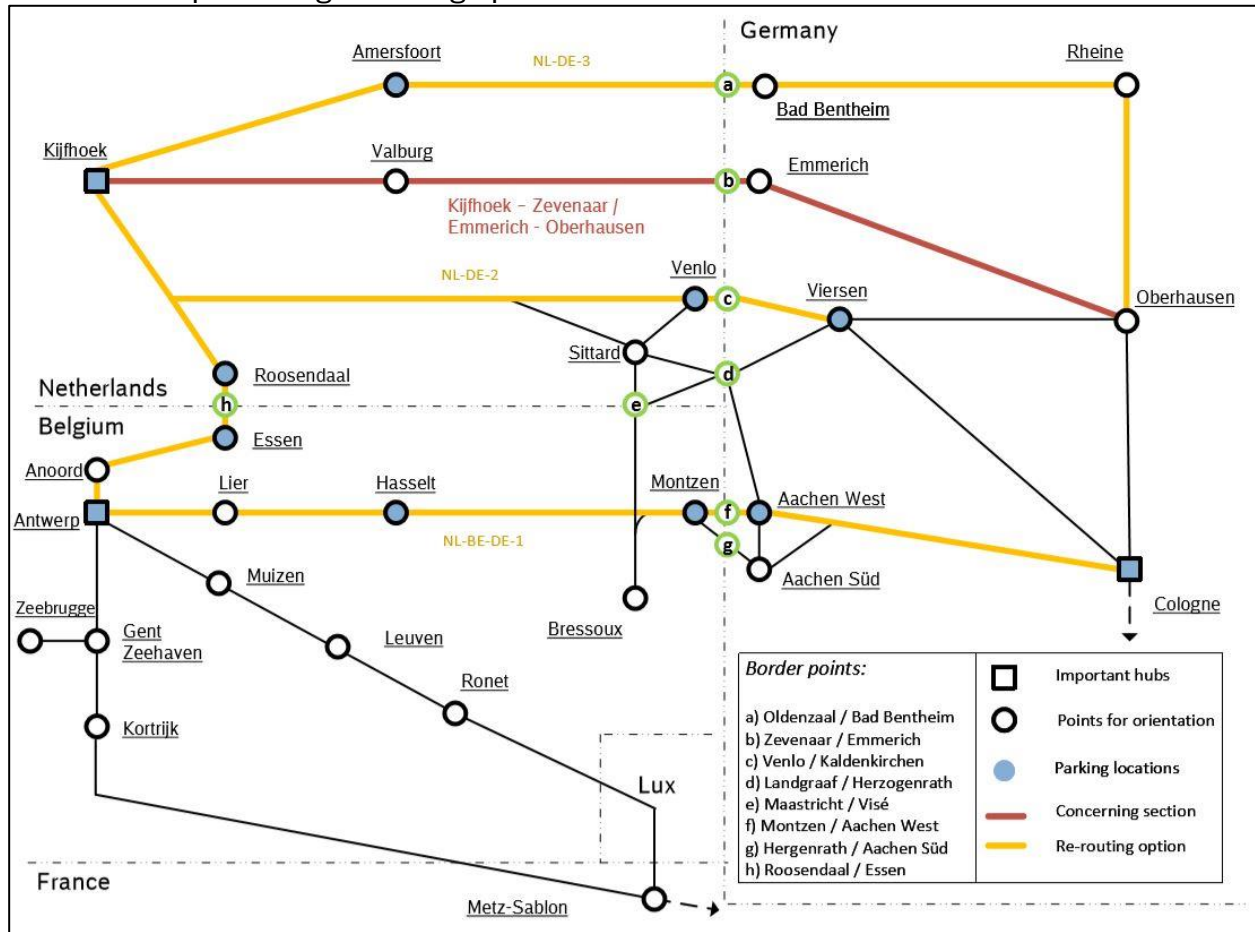 Germany
Amersfoort
NL-DE-3
Rheine
a
Bad Bentheim
Kijfhoek
Valburg
Emmerich
b
Kijfhoek – Zevenaar /
Emmerich - Oberhausen
NL-DE-2
Venlo
c
Viersen
Oberhausen
Sittard
d
Roosendaal
Netherlands
h
e
Belgium
Essen
Anoord
Lier
Hasselt
Montzen
Aachen West
f
Antwerp
NL-BE-DE-1
g
Muizen
Aachen Süd
Cologne
Zeebrugge
Gent
Zeehaven
Leuven
Bressoux
Ronet
Kortrijk
Lux
France
Metz-Sablon
Border points:
a) Oldenzaal / Bad Bentheim
b) Zevenaar / Emmerich
c) Venlo / Kaldenkirchen
d) Landgraaf / Herzogenrath
e) Maastricht / Visé
f) Montzen / Aachen West
g) Hergenrath / Aachen Süd
h) Roosendaal / Essen
Important hubs
Points for orientation
Parking locations
Concerning section
Re-routing option